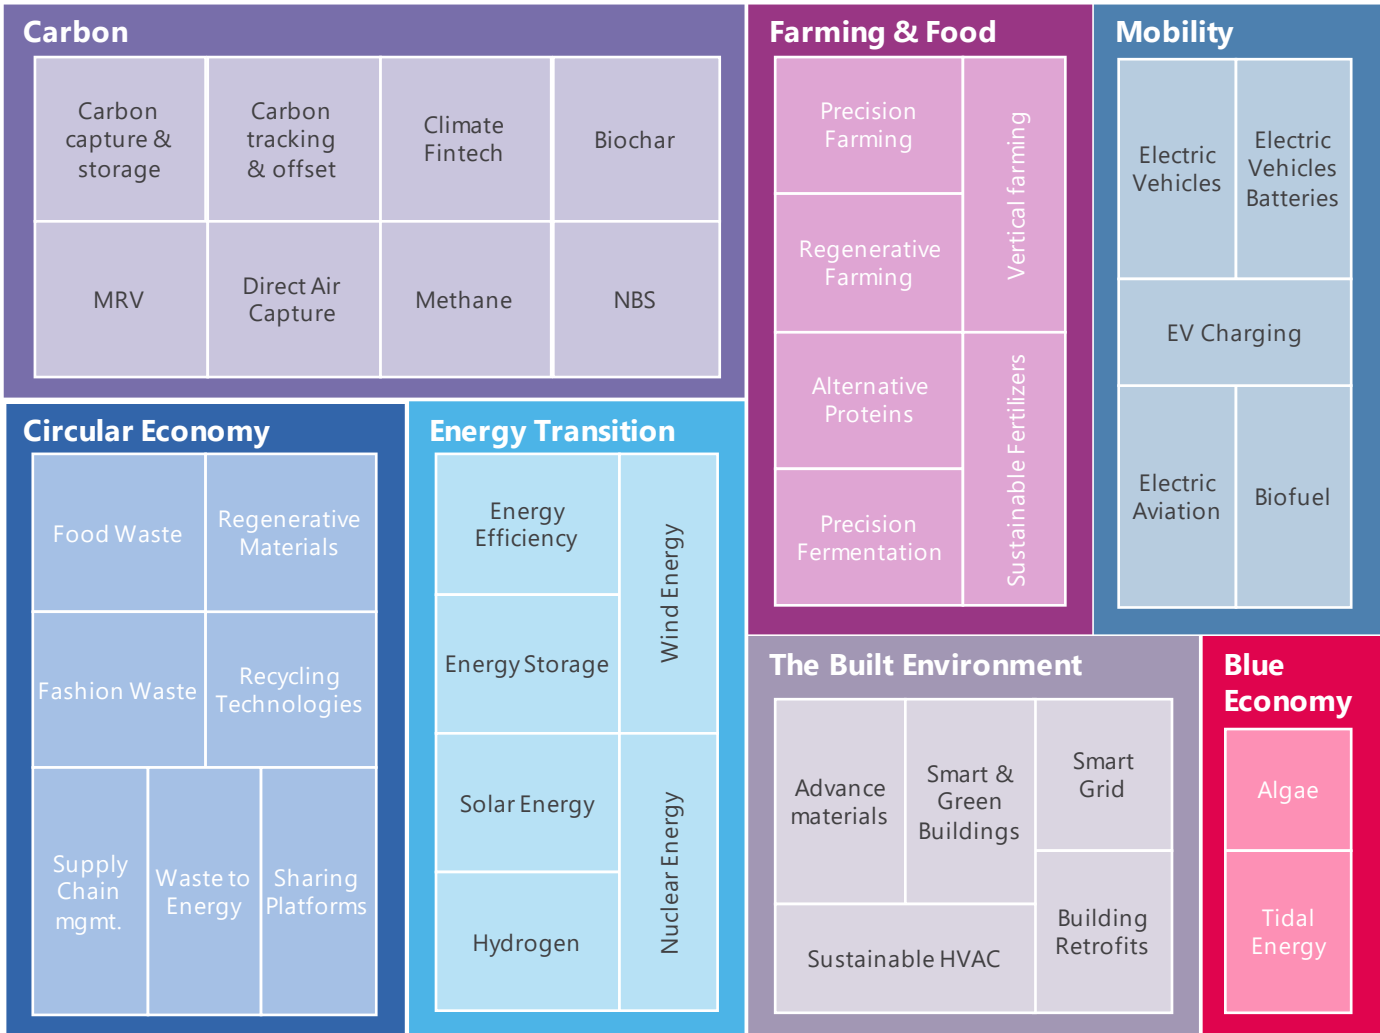 Carbon
Carbon
capture &
storage
Carbon
tracking
& offset
Climate
Fintech
Biochar
MRV
Direct Air
Capture
Methane
NBS
Farming & Food
Precision
Farming
Regenerative
Farming
Alternative
Proteins
Precision
Fermentation
Vertical farming
Sustainable Fertilizers
Mobility
Electric
Vehicles
Electric
Vehicles
Batteries
EV Charging
Electric
Aviation
Biofuel
Circular Economy
Food Waste
Regenerative
Materials
Fashion Waste
Recycling
Technologies
Supply
Chain
mgmt.
Waste to
Energy
Sharing
Platforms
Energy Transition
Energy
Efficiency
Energy Storage
Solar Energy
Hydrogen
Wind Energy
Nuclear Energy
The Built Environment
Advance
materials
Smart &
Green
Buildings
Smart
Grid
Sustainable HVAC
Building
Retrofits
Blue
Economy
Algae
Tidal
Energy